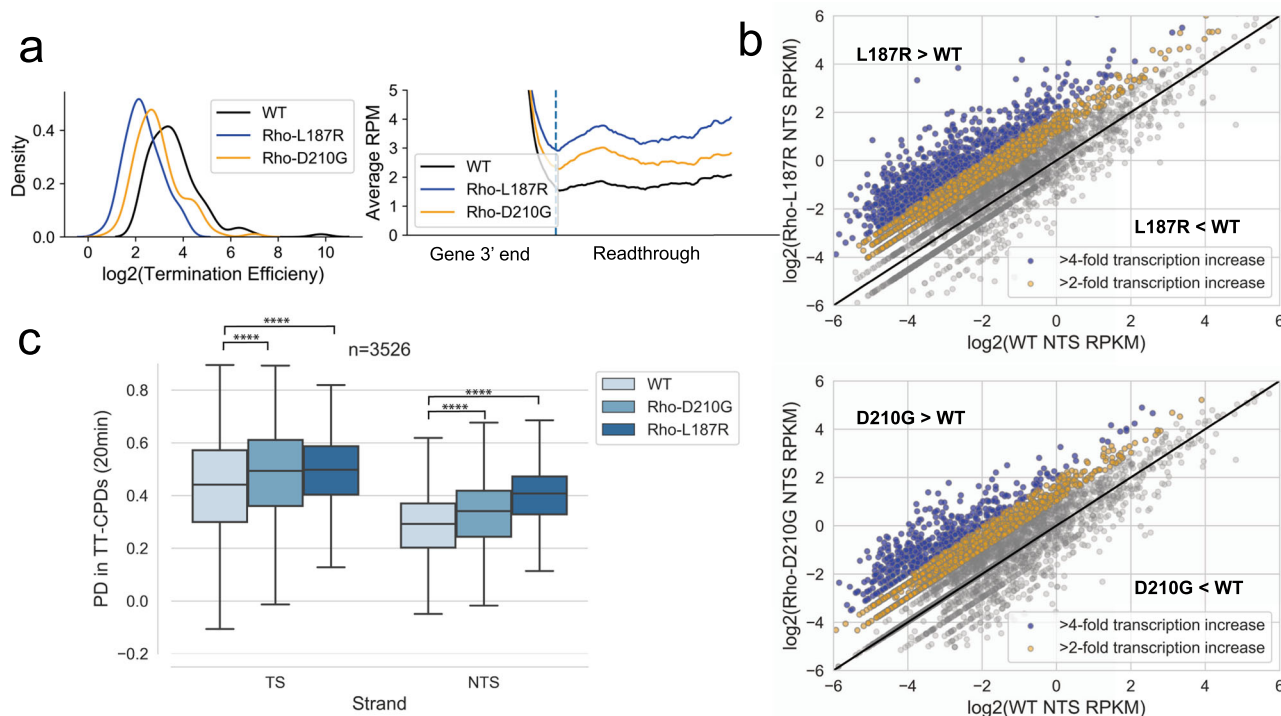 a
Density
0.4
0.2
0.0
0 2 4 6 8 10
log2(Termination Efficieny)
WT
Rho-L187R
Rho-D210G
Average RPM
5
4
3
2
1
0
WT
Rho-L187R
Rho-D210G
Gene 3' end
Readthrough
b
log2(Rho-L187R NTS RPKM)
6
4
2
0
−2
−4
−6
L187R > WT
L187R < WT
>4-fold transcription increase
>2-fold transcription increase
−6 −4 −2 0 2 4 6
log2(WT NTS RPKM)
log2(Rho-D210G NTS RPKM)
6
4
2
0
−2
−4
−6
D210G > WT
D210G < WT
>4-fold transcription increase
>2-fold transcription increase
−6 −4 −2 0 2 4 6
log2(WT NTS RPKM)
c
PD in TT-CPDs (20min)
0.8
0.6
0.4
0.2
0.0
−0.2
****
****
n=3526
****
****
WT
Rho-D210G
Rho-L187R
TS
NTS
Strand